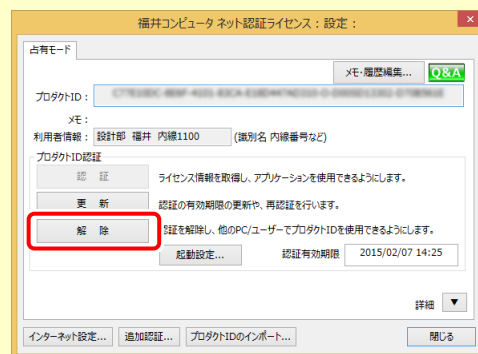 福井コンピュータ ネット認証ライセンス：設定：
×
占有モード
メモ・履歴編集... Q&A
プロダクトID：
メモ：
利用者情報： 設計部 福井 内線1100 (識別名 内線番号など)
プロダクトID認証
認 証 ライセンス情報を取得し、アプリケーションを使用できるようにします。
更 新 認証の有効期限の更新や、再認証を行います。
解 除 認証を解除し、他のPC/ユーザーでプロダクトIDを使用できるようにします。
起動設定... 認証有効期限 2015/02/07 14:25
詳細 ▼
インターネット設定... 追加認証... プロダクトIDのインポート... 閉じる